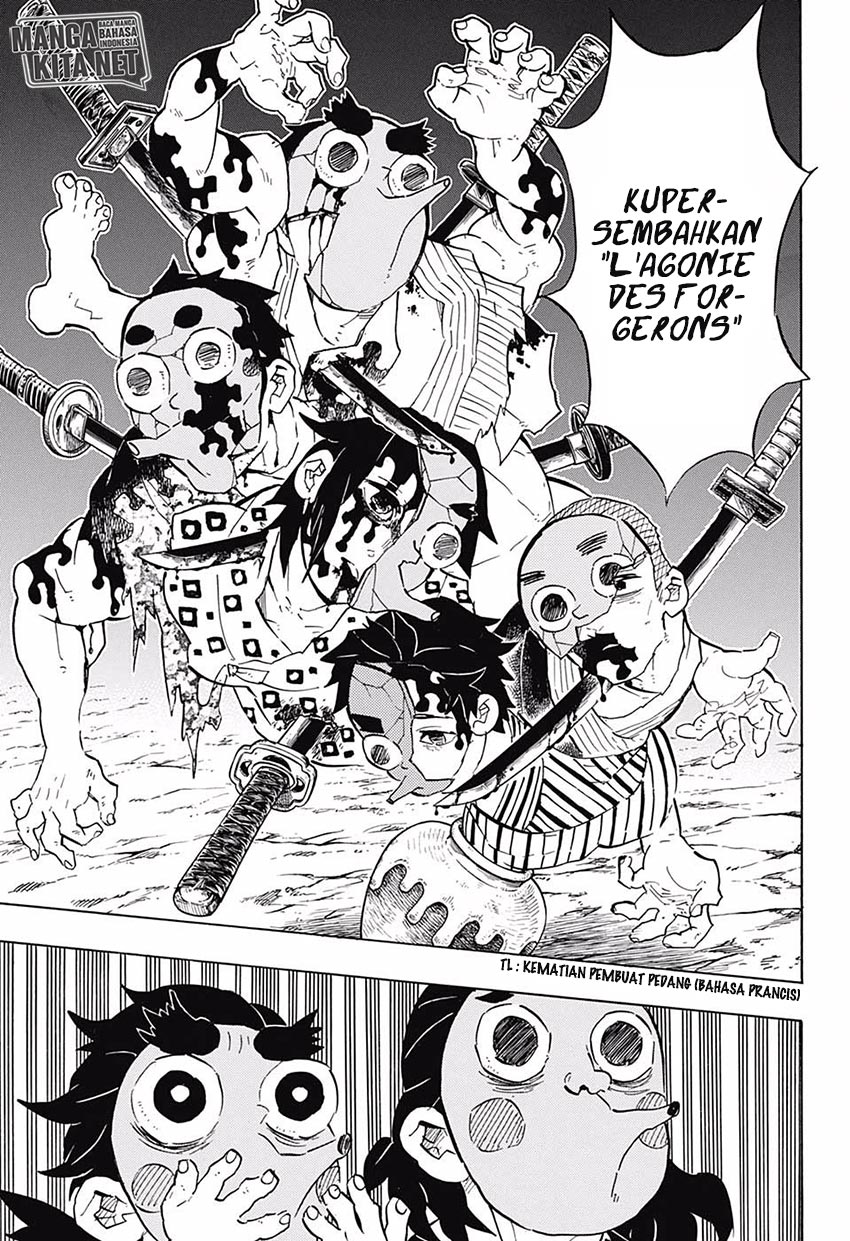 MANGA
BACA MANGA
BAHASA
INDONESIA
KITA.NET
KUPER-
SEMBAHKAN
"L'AGONIE
DES FOR-
GERONS"
TL : KEMATIAN PEMBUAT PEDANG (BAHASA PRANCIS)